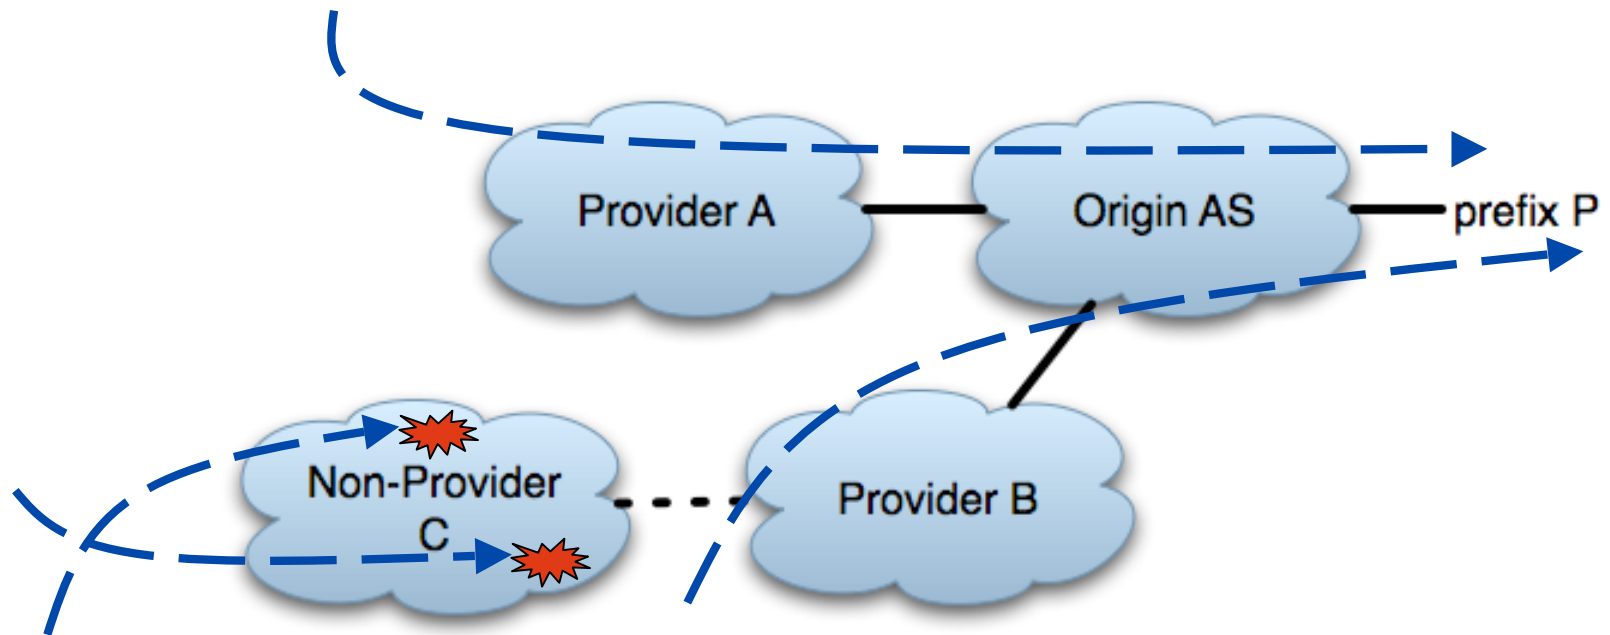 Provider A
Origin AS
prefix P
Non-Provider
C
Provider B